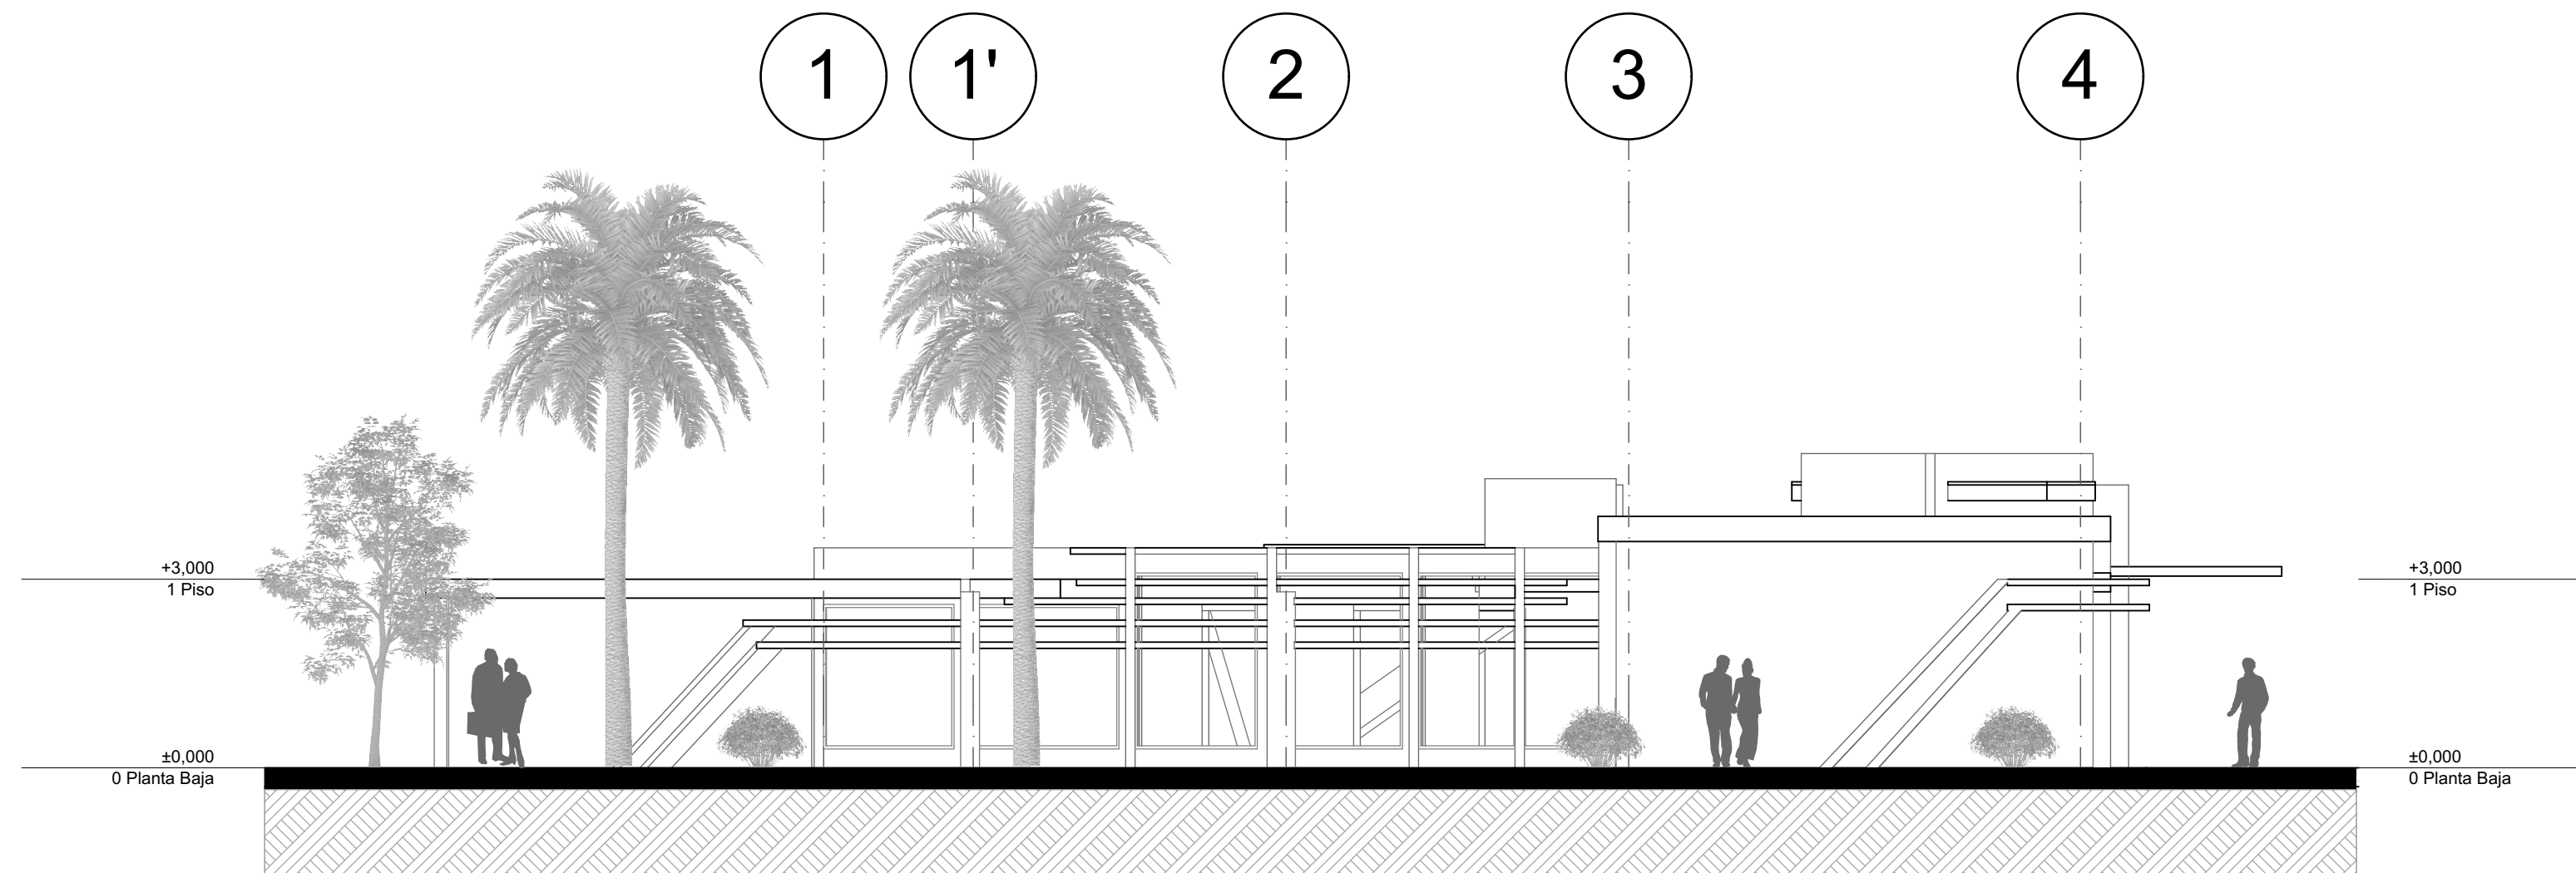 1 1' 2 3 4
+3,000 +3,000
1 Piso 1 Piso
±0,000 ±0,000
0 Planta Baja 0 Planta Baja